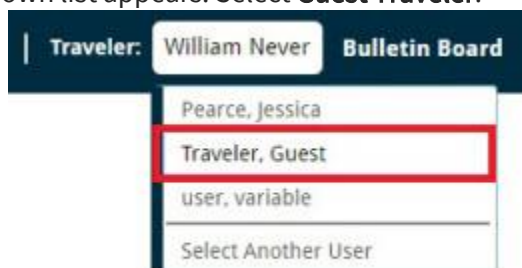 list appears. Select Guest Traveler.
| Traveler: William Never Bulletin Board
Pearce, Jessica
Traveler, Guest
user, variable
Select Another User